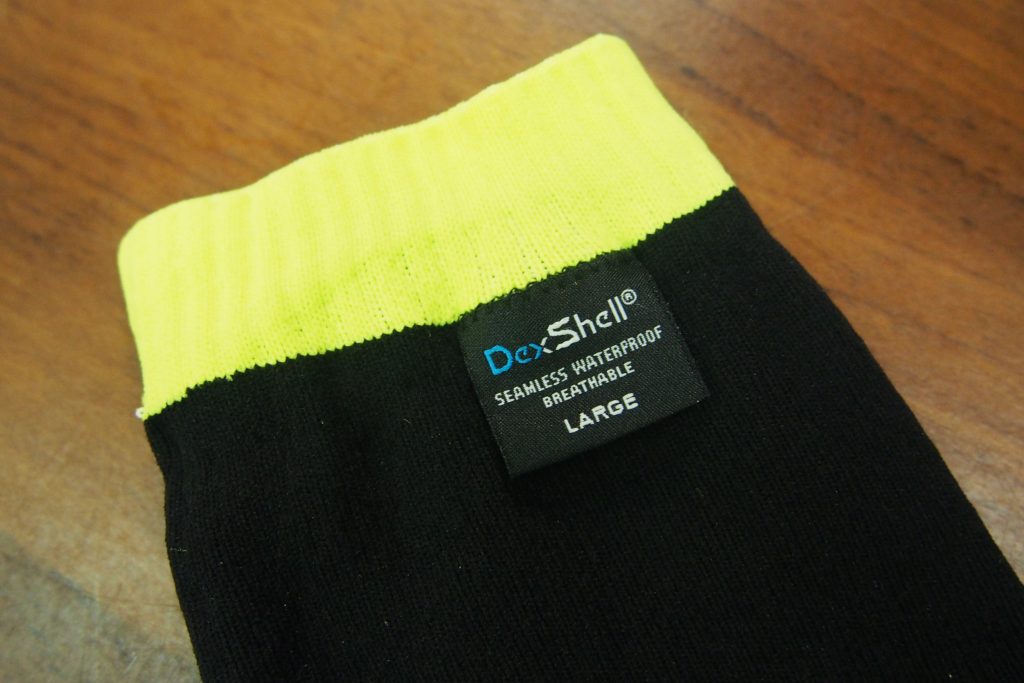 DexShell®
SEAMLESS WATERPROOF
BREATHABLE
LARGE